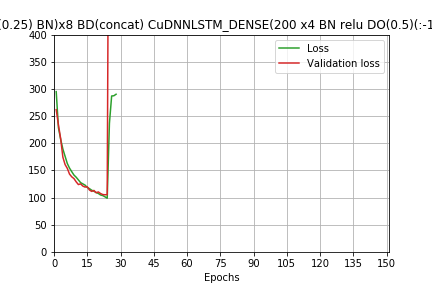 (0.25) BN)x8 BD(concat) CuDNNLSTM_DENSE(200 x4 BN relu DO(0.5)(:-1
400
350
300
250
200
150
100
50
0
Loss
Validation loss
0 15 30 45 60 75 90 105 120 135 150
Epochs